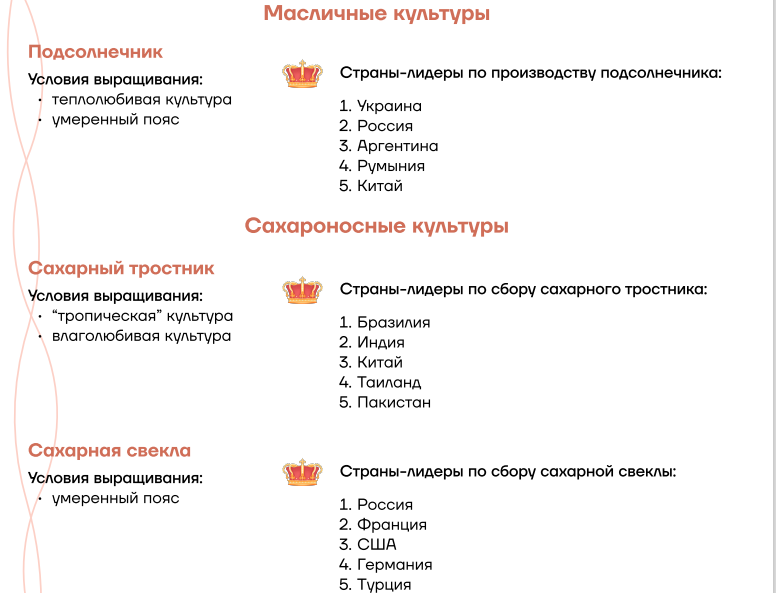 Масличные культуры
Подсолнечник
Условия выращивания:
· теплолюбивая культура
· умеренный пояс
Страны-лидеры по производству подсолнечника:
1. Украина
2. Россия
3. Аргентина
4. Румыния
5. Китай
Сахароносные культуры
Сахарный тростник
Условия выращивания:
· “тропическая” культура
· влаголюбивая культура
Страны-лидеры по сбору сахарного тростника:
1. Бразилия
2. Индия
3. Китай
4. Таиланд
5. Пакистан
Сахарная свекла
Условия выращивания:
· умеренный пояс
Страны-лидеры по сбору сахарной свеклы:
1. Россия
2. Франция
3. США
4. Германия
5. Турция